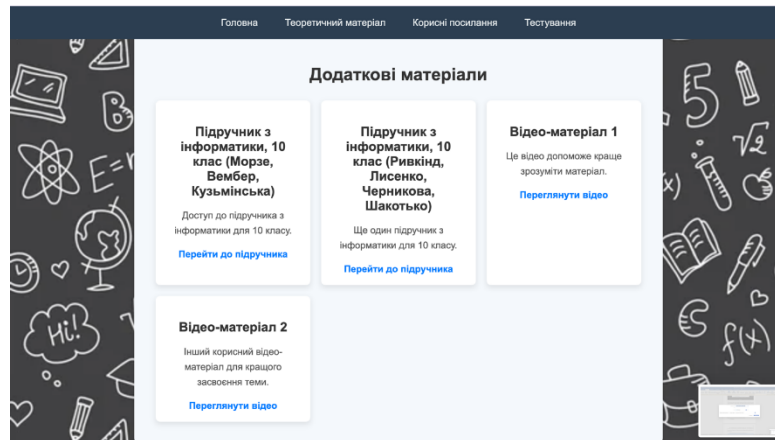 Головна Теоретичний матеріал Корисні посилання Тестування
Додаткові матеріали
Підручник з
інформатики, 10
клас (Морзе,
Вембер,
Кузьмінська)
Доступ до підручника з
інформатики для 10 класу.
Перейти до підручника
Підручник з
інформатики, 10
клас (Ривкінд,
Лисенко,
Черникова,
Шакотько)
Ще один підручник з
інформатики для 10 класу.
Перейти до підручника
Відео-матеріал 1
Це відео допоможе краще
зрозуміти матеріал.
Переглянути відео
Відео-матеріал 2
Інший корисний відео-
матеріал для кращого
засвоєння теми.
Переглянути відео
B
E=
Hi!
5
√2
x)
f(x)